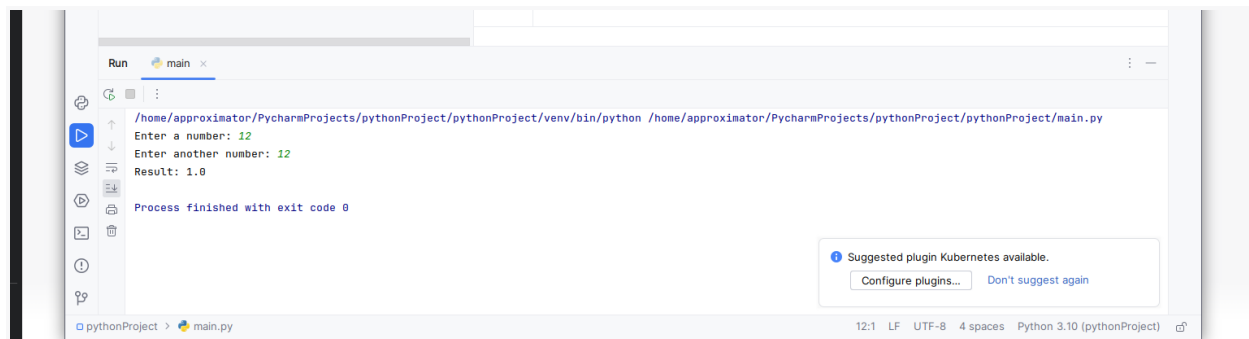 Run main
/home/approximator/PycharmProjects/pythonProject/pythonProject/venv/bin/python /home/approximator/PycharmProjects/pythonProject/pythonProject/main.py
Enter a number: 12
Enter another number: 12
Result: 1.0
Process finished with exit code 0
Suggested plugin Kubernetes available.
Configure plugins... Don't suggest again
pythonProject > main.py 12:1 LF UTF-8 4 spaces Python 3.10 (pythonProject)